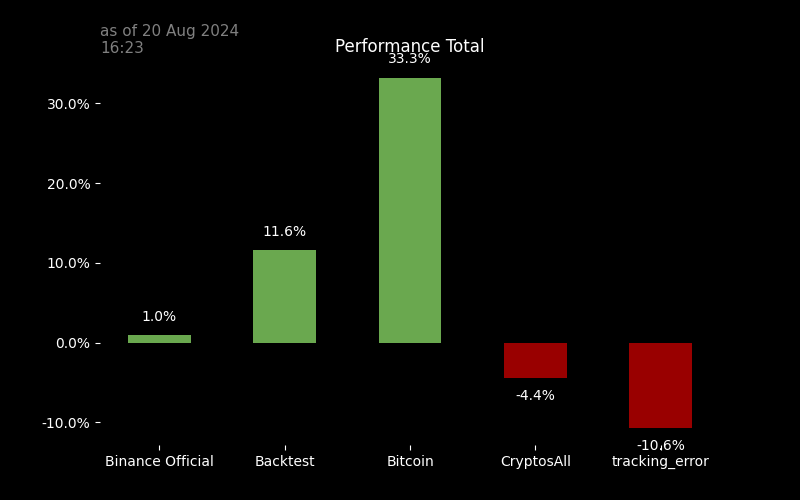 as of 20 Aug 2024
16:23
Performance Total
33.3%
30.0%
20.0%
11.6%
10.0%
1.0%
0.0%
-4.4%
-10.0%
-10.6%
Binance Official
Backtest
Bitcoin
CryptosAll
tracking_error